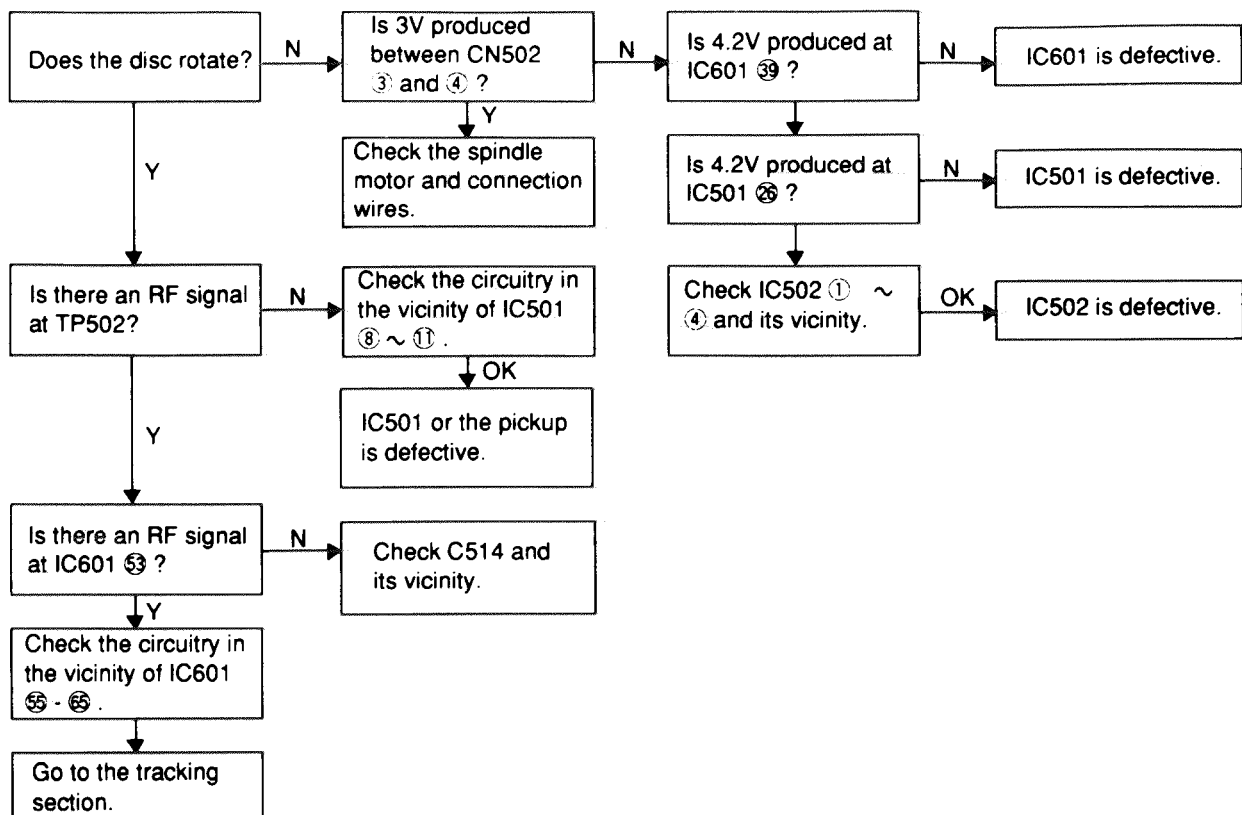 Does the disc rotate?
N
Is 3V produced
between CN502
③ and ④ ?
N
Is 4.2V produced at
IC601 ㊴ ?
N
IC601 is defective.
Y
Y
Check the spindle
motor and connection
wires.
Is 4.2V produced at
IC501 ㉖ ?
N
IC501 is defective.
Is there an RF signal
at TP502?
N
Check the circuitry in
the vicinity of IC501
⑧ ~ ⑪ .
Check IC502 ① ~
④ and its vicinity.
OK
IC502 is defective.
OK
IC501 or the pickup
is defective.
Y
Is there an RF signal
at IC601 53 ?
N
Check C514 and
its vicinity.
Y
Check the circuitry in
the vicinity of IC601
55 - 65 .
Go to the tracking
section.